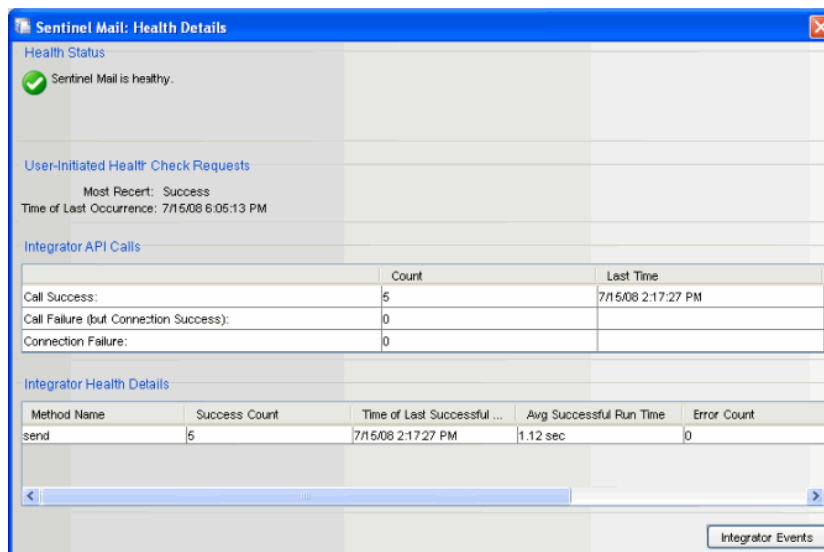 Sentinel Mail: Health Details
Health Status
Sentinel Mail is healthy.
User-Initiated Health Check Requests
Most Recent: Success
Time of Last Occurrence: 7/15/08 6:05:13 PM
Integrator API Calls
Count Last Time
Call Success: 5 7/15/08 2:17:27 PM
Call Failure (but Connection Success): 0
Connection Failure: 0
Integrator Health Details
Method Name Success Count Time of Last Successful ... Avg Successful Run Time Error Count
send 5 7/15/08 2:17:27 PM 1.12 sec 0
Integrator Events